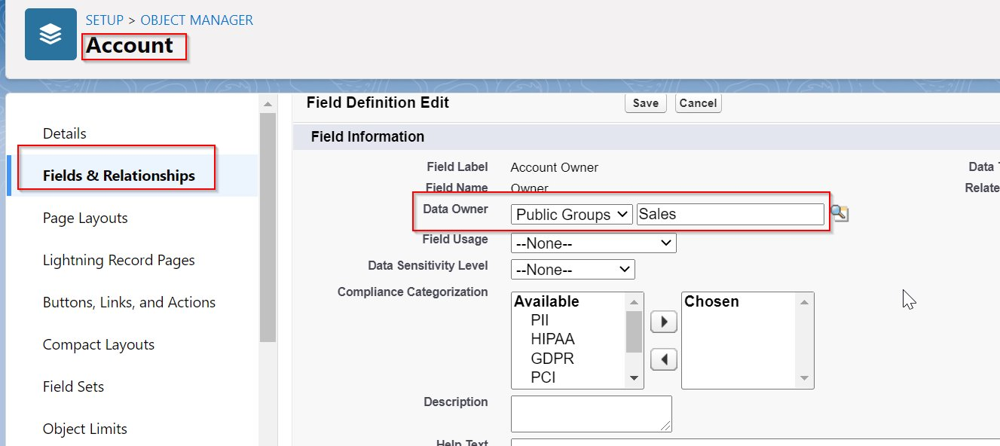 SETUP > OBJECT MANAGER
Account
Details
Fields & Relationships
Page Layouts
Lightning Record Pages
Buttons, Links, and Actions
Compact Layouts
Field Sets
Object Limits
Field Definition Edit
Save
Cancel
Field Information
Field Label Account Owner Data
Field Name Owner Relate
Data Owner Public Groups Sales
Field Usage --None--
Data Sensitivity Level --None--
Compliance Categorization
Available
PII
HIPAA
GDPR
PCI
Chosen
Description
Help Text